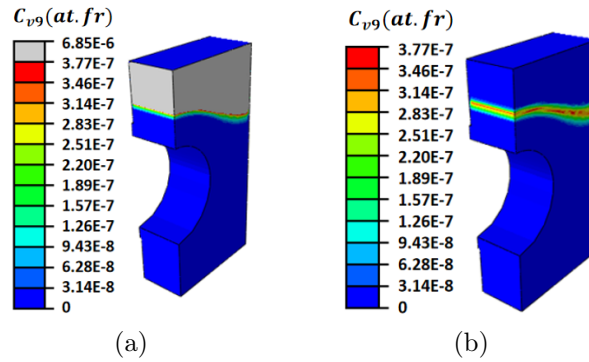 C_{v9}(at.fr)
6.85E-6
3.77E-7
3.46E-7
3.14E-7
2.83E-7
2.51E-7
2.20E-7
1.89E-7
1.57E-7
1.26E-7
9.43E-8
6.28E-8
3.14E-8
0
(a)
C_{v9}(at.fr)
3.77E-7
3.46E-7
3.14E-7
2.83E-7
2.51E-7
2.20E-7
1.89E-7
1.57E-7
1.26E-7
9.43E-8
6.28E-8
3.14E-8
0
(b)